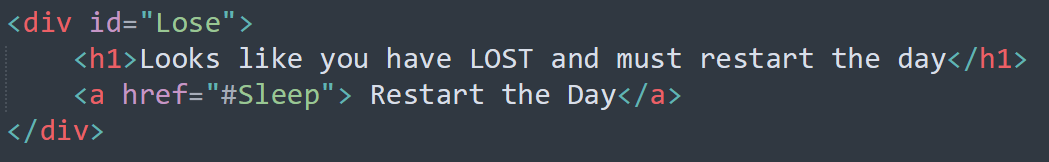 <div id="Lose">
<h1>Looks like you have LOST and must restart the day</h1>
<a href="#Sleep"> Restart the Day</a>
</div>